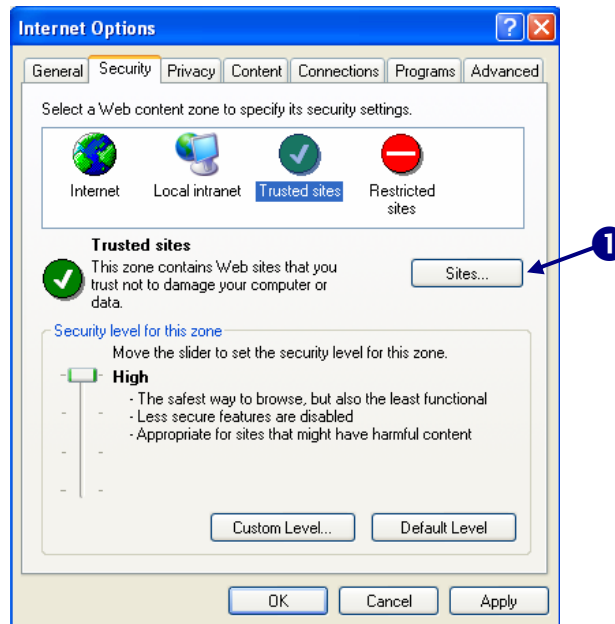 Internet Options
General Security Privacy Content Connections Programs Advanced
Select a Web content zone to specify its security settings.
Internet Local intranet Trusted sites Restricted
sites
Trusted sites
This zone contains Web sites that you
trust not to damage your computer or
data.
Sites...
1
Security level for this zone
Move the slider to set the security level for this zone.
High
- The safest way to browse, but also the least functional
- Less secure features are disabled
- Appropriate for sites that might have harmful content
Custom Level... Default Level
OK Cancel Apply